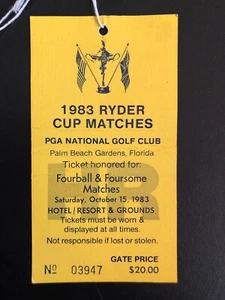 1983 RYDER
CUP MATCHES
PGA NATIONAL GOLF CLUB
Palm Beach Gardens, Florida
Ticket honored for:
Fourball & Foursome
Matches
Saturday, October 15, 1983
HOTEL/RESORT & GROUNDS
Tickets must be worn &
displayed at all times.
Not responsible if lost or stolen.
GATE PRICE
Nº 03947 $20.00